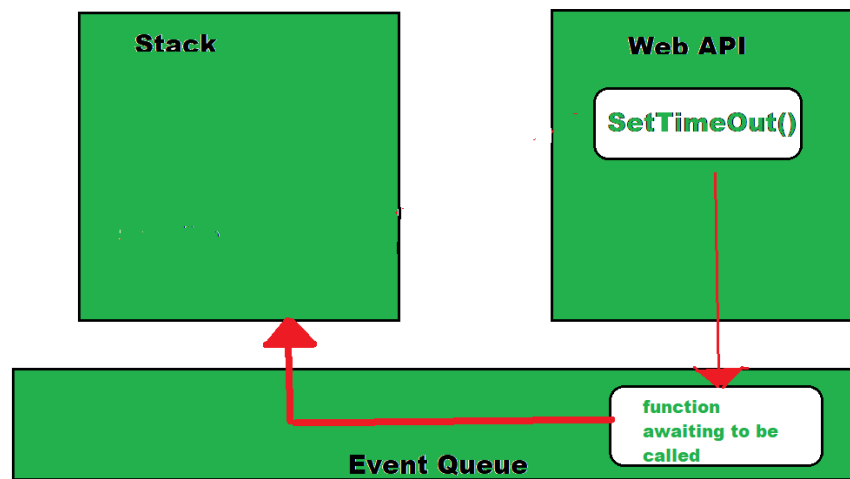 Stack
Web API
SetTimeOut()
function
awaiting to be
called
Event Queue